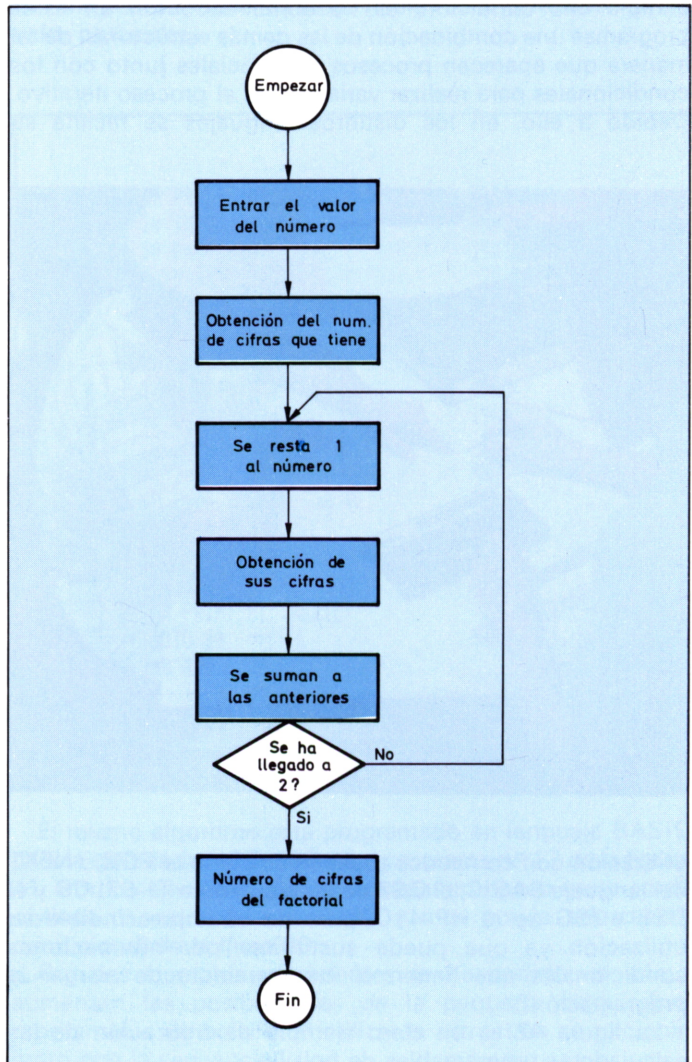 Empezar
Entrar el valor
del número
Obtención del num.
de cifras que tiene
Se resta 1
al número
Obtención de
sus cifras
Se suman a
las anteriores
Se ha
llegado a
2?
No
Si
Número de cifras
del factorial
Fin